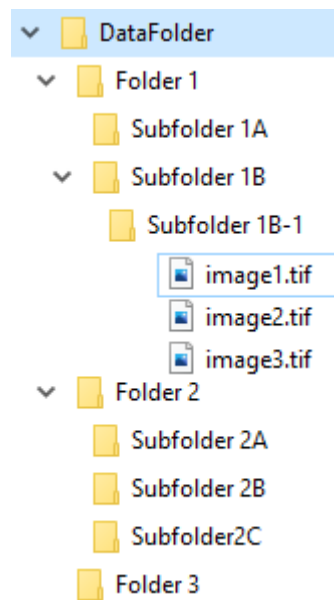 DataFolder
Folder 1
Subfolder 1A
Subfolder 1B
Subfolder 1B-1
image1.tif
image2.tif
image3.tif
Folder 2
Subfolder 2A
Subfolder 2B
Subfolder2C
Folder 3